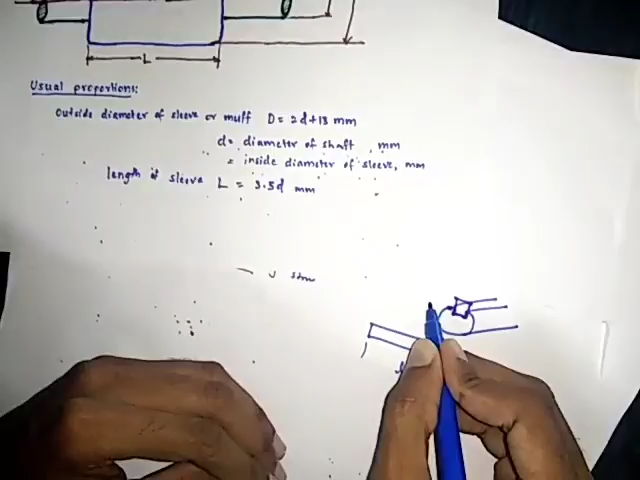 L
Usual proportions:
Outside diameter of sleeve or muff D = 2d+13 mm
d = diameter of shaft, mm
= inside diameter of sleeve, mm
length of sleeve L = 3.5d mm